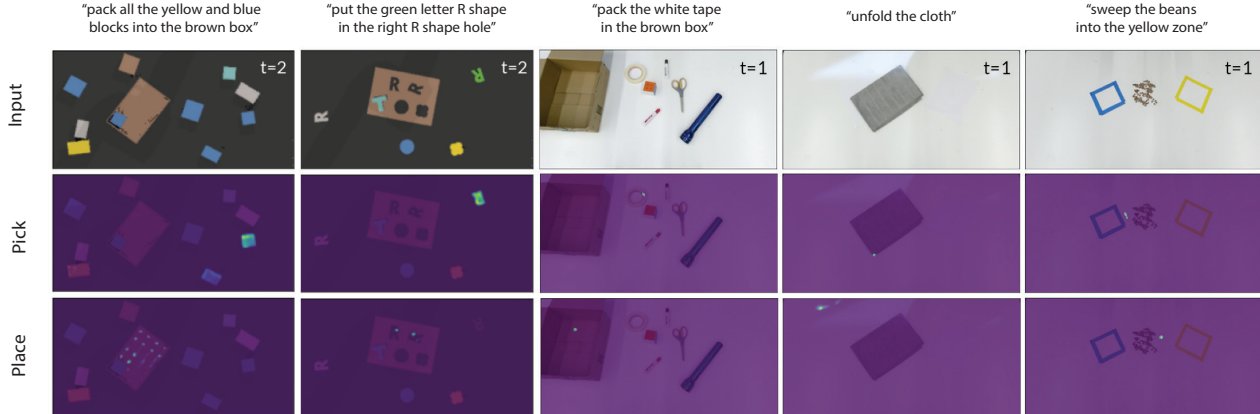 “pack all the yellow and blue
blocks into the brown box”
“put the green letter R shape
in the right R shape hole”
“pack the white tape
in the brown box”
“unfold the cloth”
“sweep the beans
into the yellow zone”
Input
t=2
t=2
t=1
t=1
t=1
R
R
R
R
Pick
R
R
R
Place
R
R
R
R